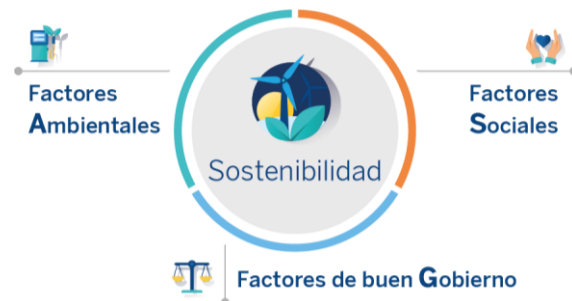 Factores
Ambientales
Factores
Sociales
Sostenibilidad
Factores de buen Gobierno